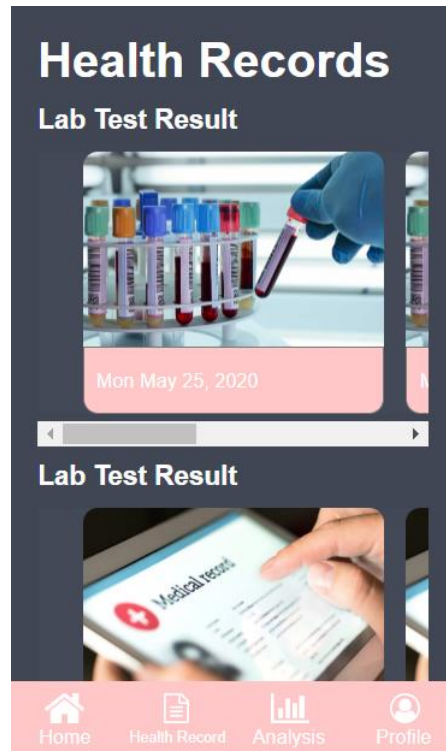 Health Records
Lab Test Result
Mon May 25, 2020
Lab Test Result
Medical record
Home
Health Record
Analysis
Profile